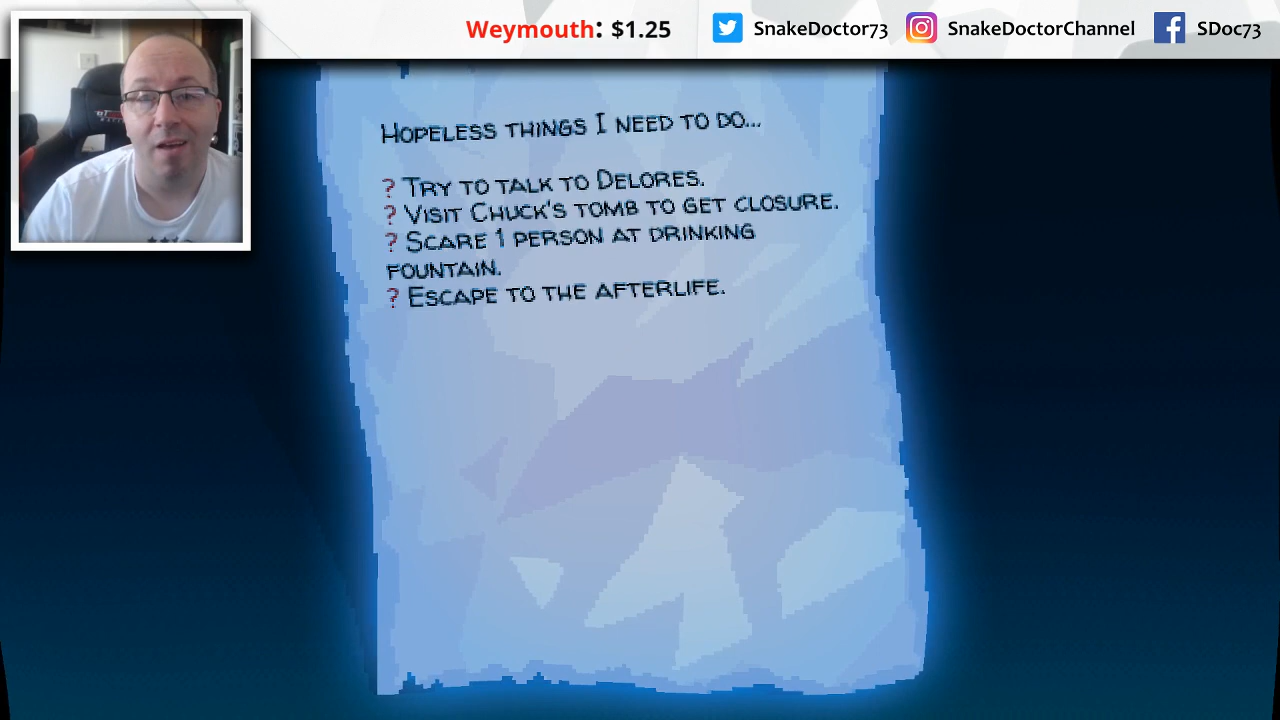 Weymouth: $1.25 SnakeDoctor73 SnakeDoctorChannel SDoc73
HOPELESS THINGS I NEED TO DO...
? TRY TO TALK TO DELORES.
? VISIT CHUCK'S TOMB TO GET CLOSURE.
? SCARE 1 PERSON AT DRINKING
FOUNTAIN.
? ESCAPE TO THE AFTERLIFE.